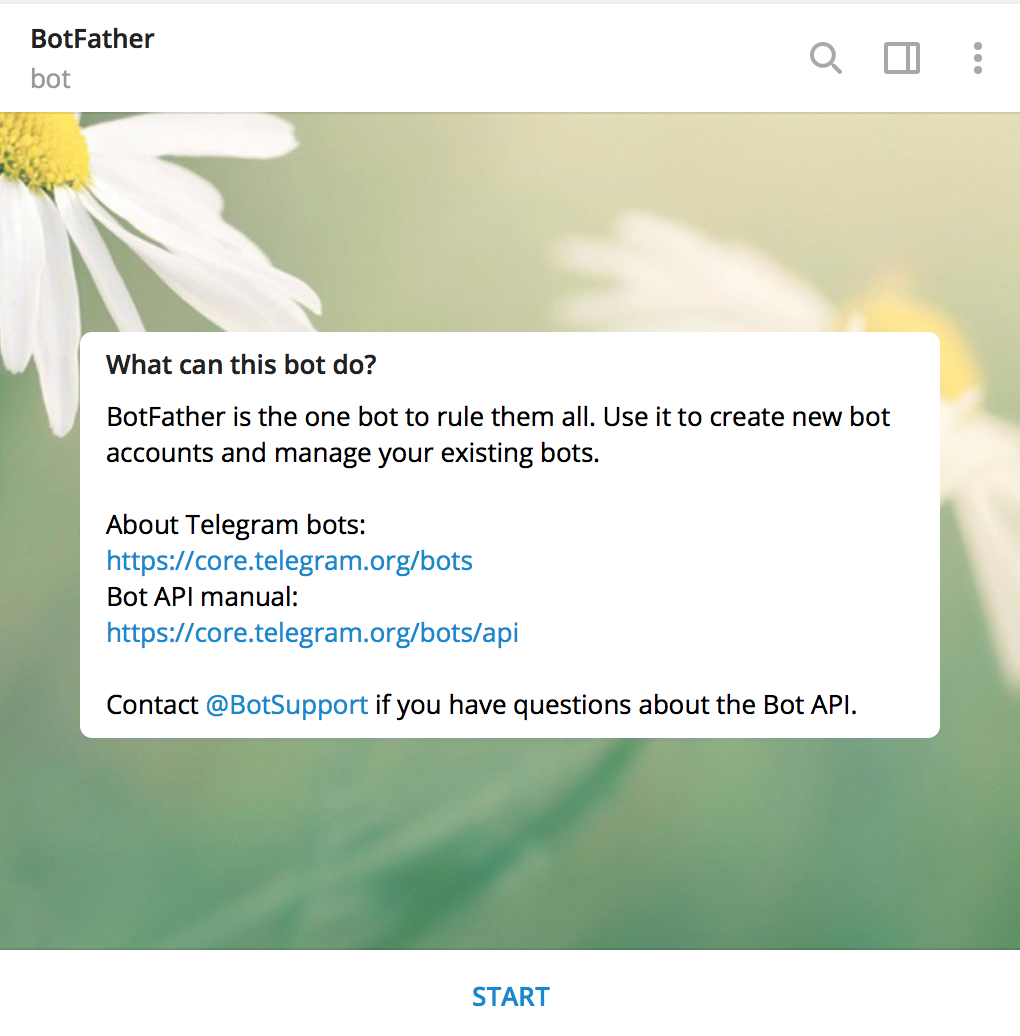 BotFather
bot
What can this bot do?
BotFather is the one bot to rule them all. Use it to create new bot
accounts and manage your existing bots.
About Telegram bots:
https://core.telegram.org/bots
Bot API manual:
https://core.telegram.org/bots/api
Contact @BotSupport if you have questions about the Bot API.
START